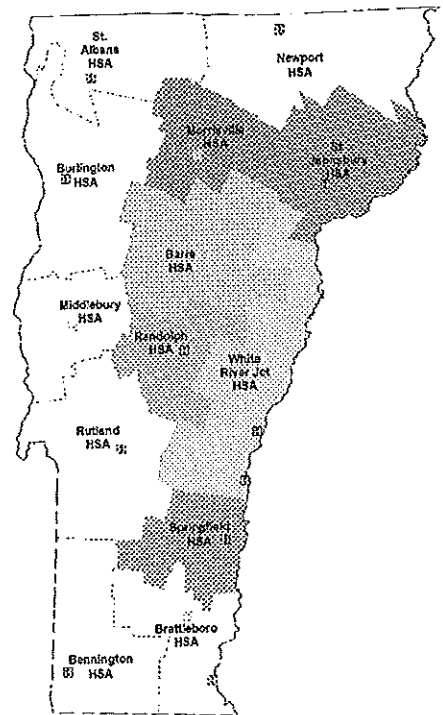 St.
Albans
HSA
Newport
HSA
Morrisville
HSA
St
Johnsbury
HSA
Burlington
HSA
Barre
HSA
Middlebury
HSA
Randolph
HSA
White
River Jct
HSA
Rutland
HSA
Springfield
HSA
Brattleboro
HSA
Bennington
HSA